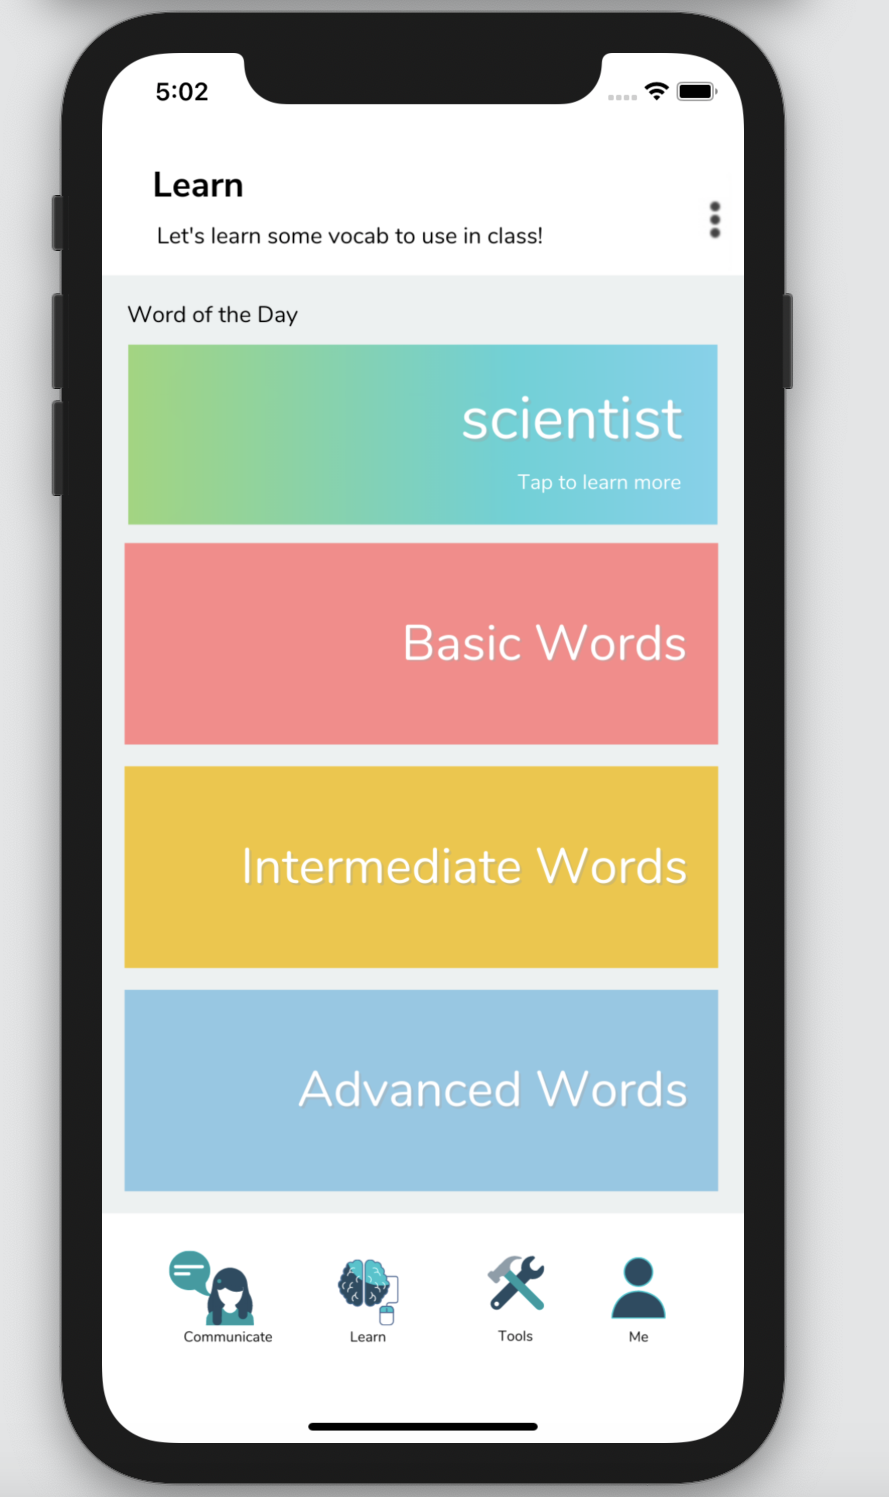 5:02
Learn
Let's learn some vocab to use in class!
Word of the Day
scientist
Tap to learn more
Basic Words
Intermediate Words
Advanced Words
Communicate
Learn
Tools
Me